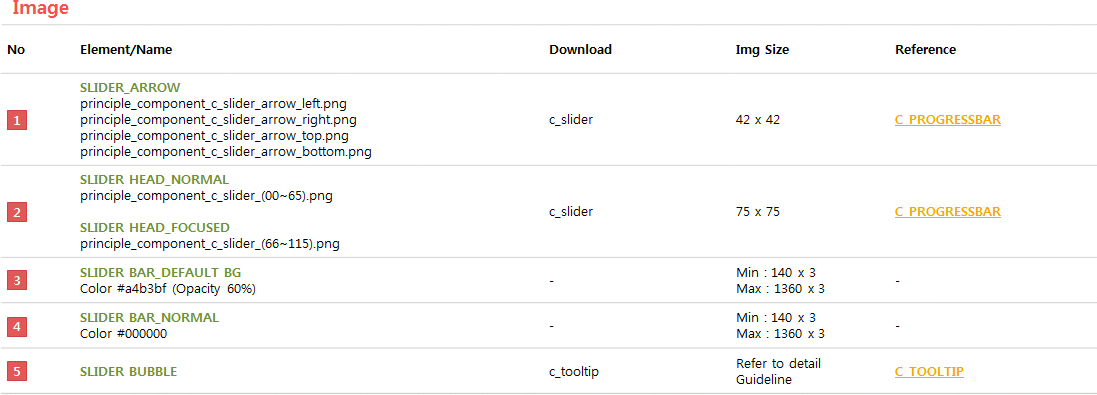 Image
No Element/Name Download Img Size Reference
SLIDER_ARROW
principle_component_c_slider_arrow_left.png
1 principle_component_c_slider_arrow_right.png c_slider 42 x 42 C_PROGRESSBAR
principle_component_c_slider_arrow_top.png
principle_component_c_slider_arrow_bottom.png
SLIDER HEAD_NORMAL
principle_component_c_slider_(00~65).png
2 c_slider 75 x 75 C_PROGRESSBAR
SLIDER HEAD_FOCUSED
principle_component_c_slider_(66~115).png
SLIDER BAR_DEFAULT BG Min : 140 x 3
3 - -
Color #a4b3bf (Opacity 60%) Max : 1360 x 3
SLIDER BAR_NORMAL Min : 140 x 3
4 - -
Color #000000 Max : 1360 x 3
5 SLIDER BUBBLE c_tooltip Refer to detail C_TOOLTIP
Guideline